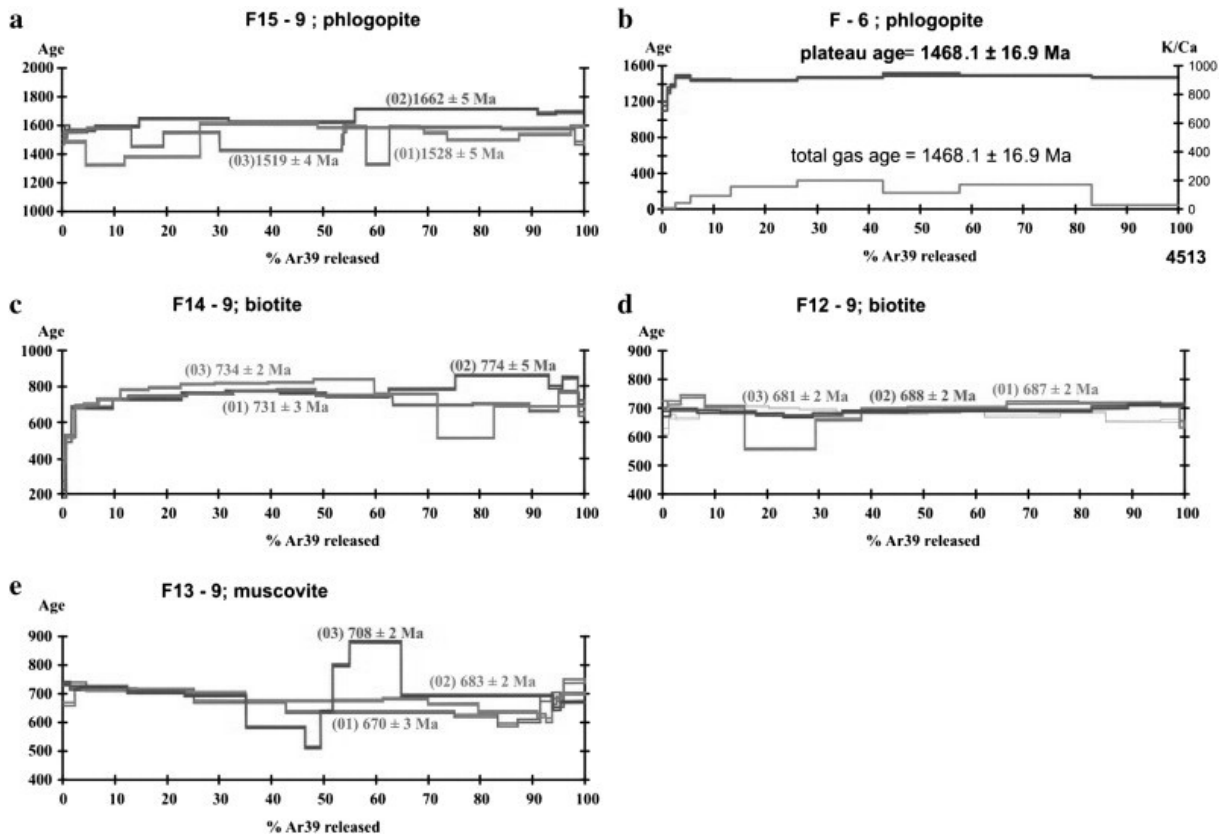 a
F15 - 9 ; phlogopite
Age
2000
1800
1600
1400
1200
1000
(02)1662 ± 5 Ma
(03)1519 ± 4 Ma
(01)1528 ± 5 Ma
0 10 20 30 40 50 60 70 80 90 100
% Ar39 released
b
F - 6 ; phlogopite
Age
plateau age= 1468.1 ± 16.9 Ma
K/Ca
1600
1200
800
400
0
1000
800
600
400
200
0
total gas age = 1468.1 ± 16.9 Ma
0 10 20 30 40 50 60 70 80 90 100
% Ar39 released
4513
c
F14 - 9; biotite
Age
1000
800
600
400
200
(03) 734 ± 2 Ma
(02) 774 ± 5 Ma
(01) 731 ± 3 Ma
0 10 20 30 40 50 60 70 80 90 100
% Ar39 released
d
F12 - 9; biotite
Age
900
800
700
600
500
400
(03) 681 ± 2 Ma
(02) 688 ± 2 Ma
(01) 687 ± 2 Ma
0 10 20 30 40 50 60 70 80 90 100
% Ar39 released
e
F13 - 9; muscovite
Age
900
800
700
600
500
400
(03) 708 ± 2 Ma
(02) 683 ± 2 Ma
(01) 670 ± 3 Ma
0 10 20 30 40 50 60 70 80 90 100
% Ar39 released